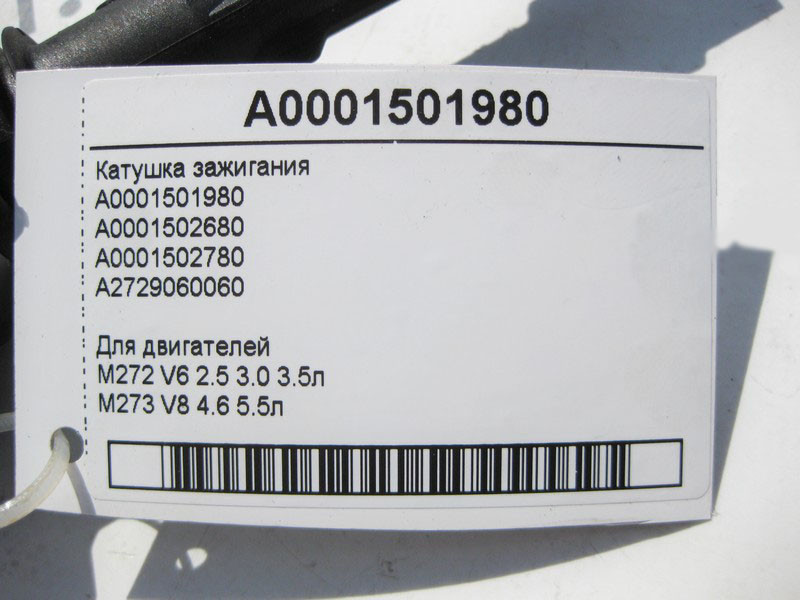 A0001501980
Катушка зажигания
A0001501980
A0001502680
A0001502780
A2729060060
Для двигателей
M272 V6 2.5 3.0 3.5л
M273 V8 4.6 5.5л